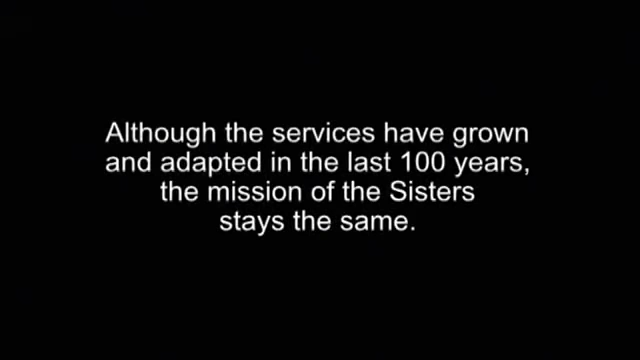 Although the services have grown
and adapted in the last 100 years,
the mission of the Sisters
stays the same.